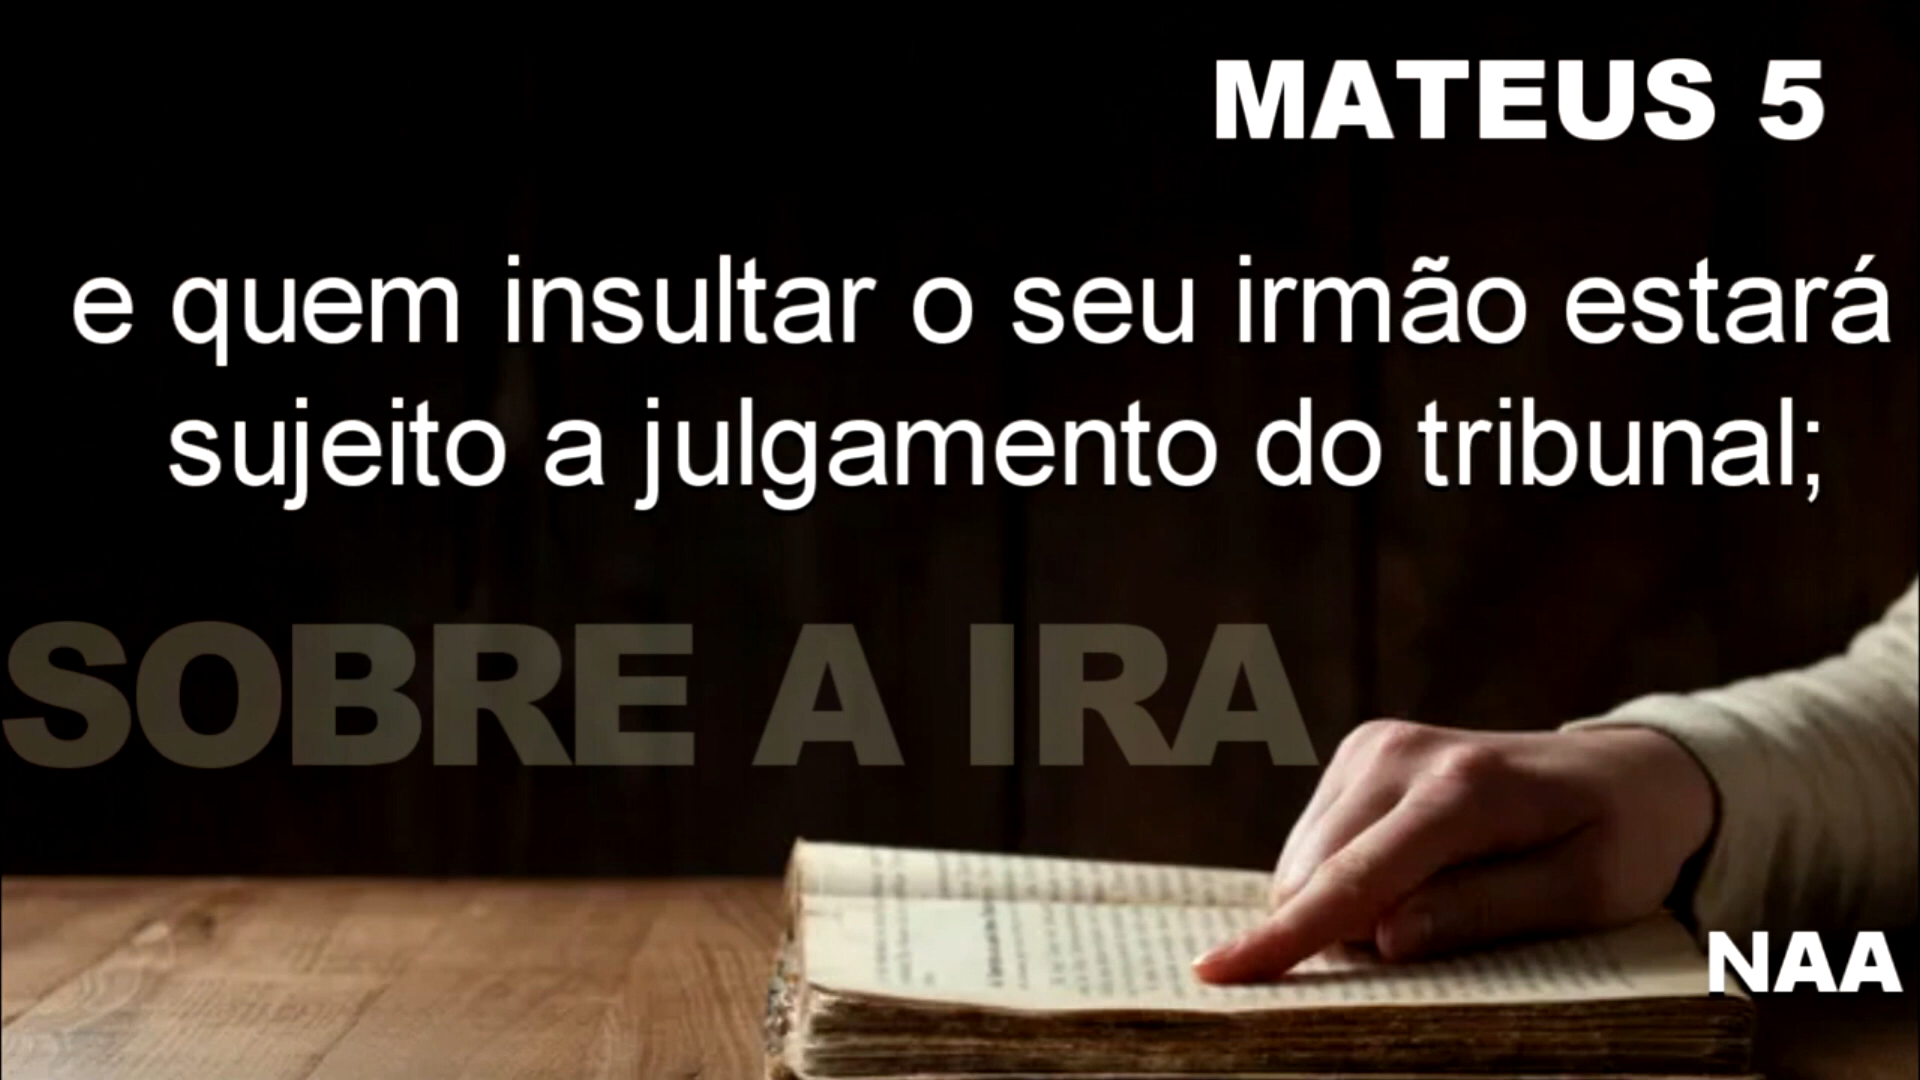 MATEUS 5
e quem insultar o seu irmão estará
sujeito a julgamento do tribunal;
SOBRE A IRA
NAA